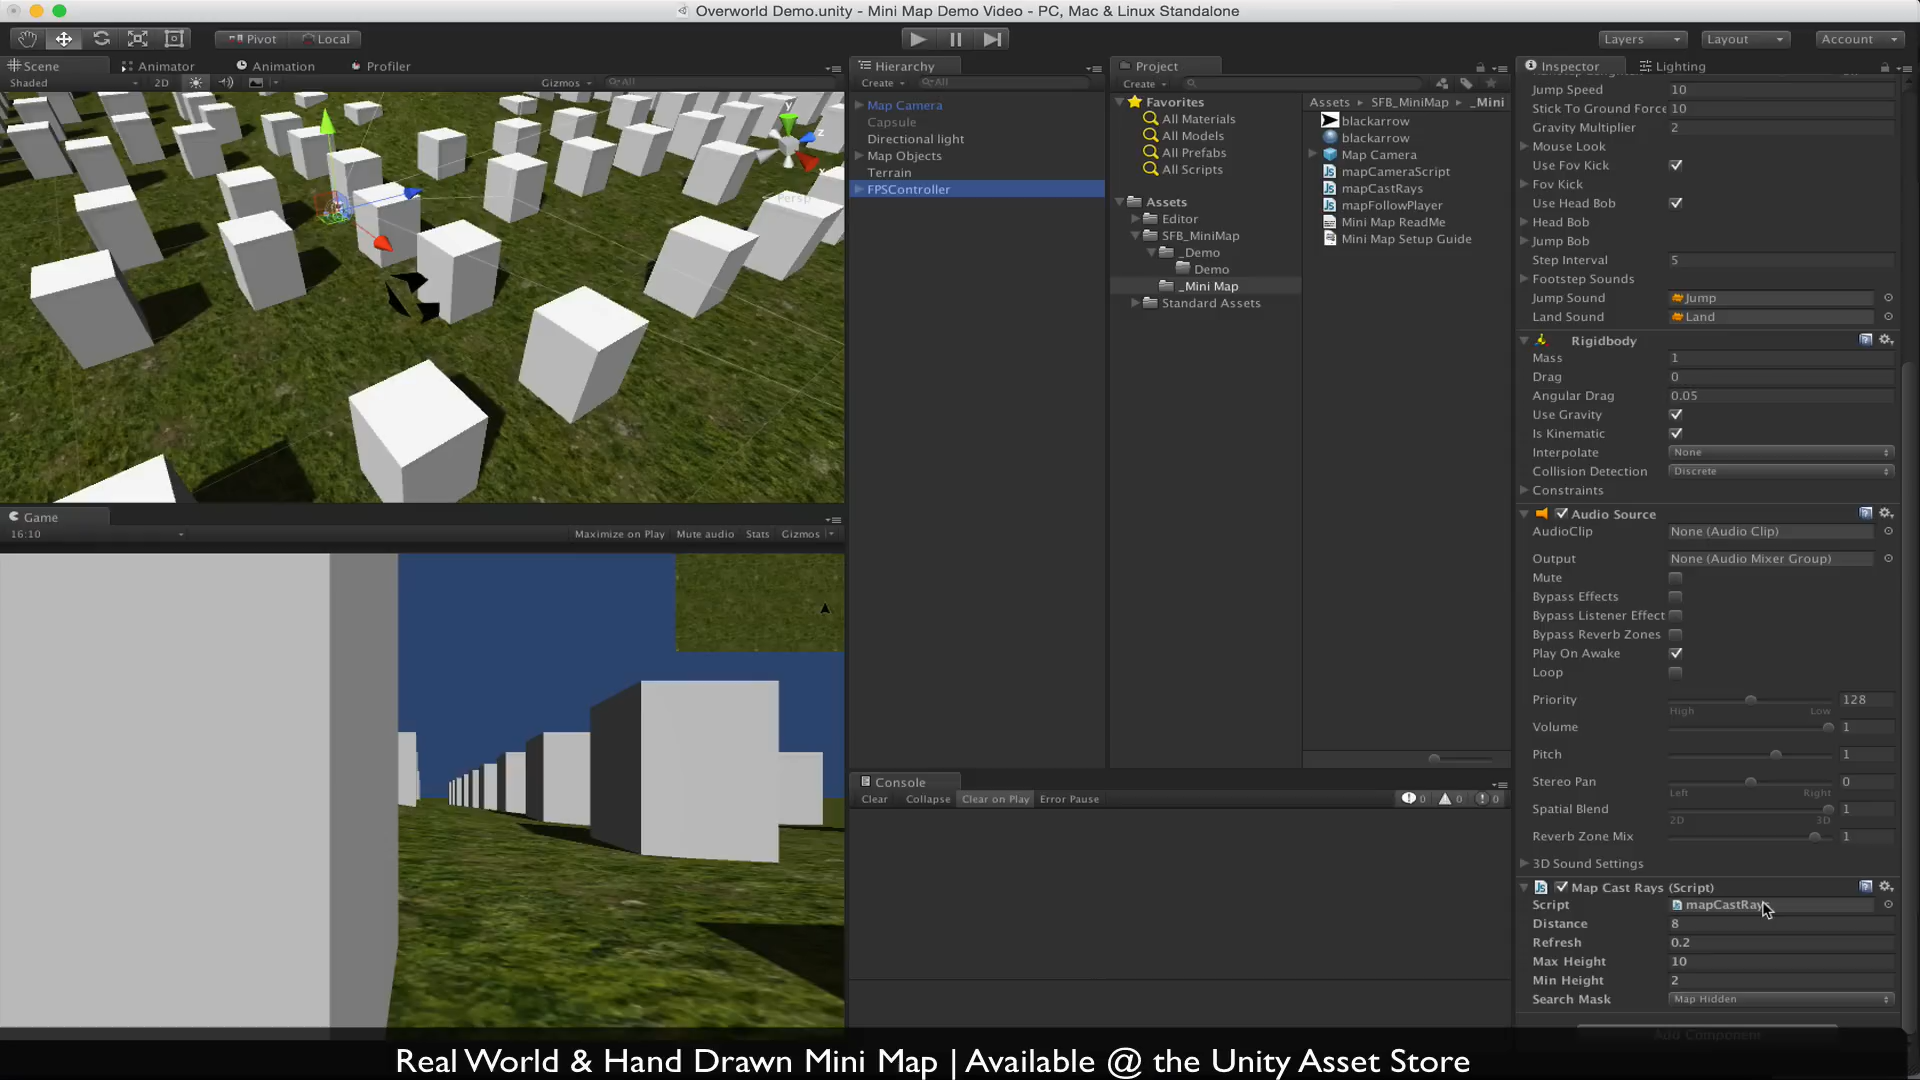 Overworld Demo.unity - Mini Map Demo Video - PC, Mac & Linux Standalone
Pivot Local Layers Layout Account
Scene Animator Animation Profiler
Shaded 2D Gizmos All
y
z
x
Persp
Game
16:10 Maximize on Play Mute audio Stats Gizmos
Hierarchy
Create All
Map Camera
Capsule
Directional light
Map Objects
Terrain
FPSController
Project
Create
Favorites
All Materials
All Models
All Prefabs
All Scripts
Assets
Editor
SFB_MiniMap
_Demo
Demo
_Mini Map
Standard Assets
Assets SFB_MiniMap _Mini
blackarrow
blackarrow
Map Camera
mapCameraScript
mapCastRays
mapFollowPlayer
Mini Map ReadMe
Mini Map Setup Guide
Console
Clear Collapse Clear on Play Error Pause 0 0 0
Inspector Lighting
Jump Speed 10
Stick To Ground Force 10
Gravity Multiplier 2
Mouse Look
Use Fov Kick
Fov Kick
Use Head Bob
Head Bob
Jump Bob
Step Interval 5
Footstep Sounds
Jump Sound Jump
Land Sound Land
Rigidbody
Mass 1
Drag 0
Angular Drag 0.05
Use Gravity
Is Kinematic
Interpolate None
Collision Detection Discrete
Constraints
Audio Source
AudioClip None (Audio Clip)
Output None (Audio Mixer Group)
Mute
Bypass Effects
Bypass Listener Effect
Bypass Reverb Zones
Play On Awake
Loop
Priority 128
High Low
Volume 1
Pitch 1
Stereo Pan 0
Left Right
Spatial Blend 1
2D 3D
Reverb Zone Mix 1
3D Sound Settings
Map Cast Rays (Script)
Script mapCastRays
Distance 8
Refresh 0.2
Max Height 10
Min Height 2
Search Mask Map Hidden
Add Component
Real World & Hand Drawn Mini Map | Available @ the Unity Asset Store